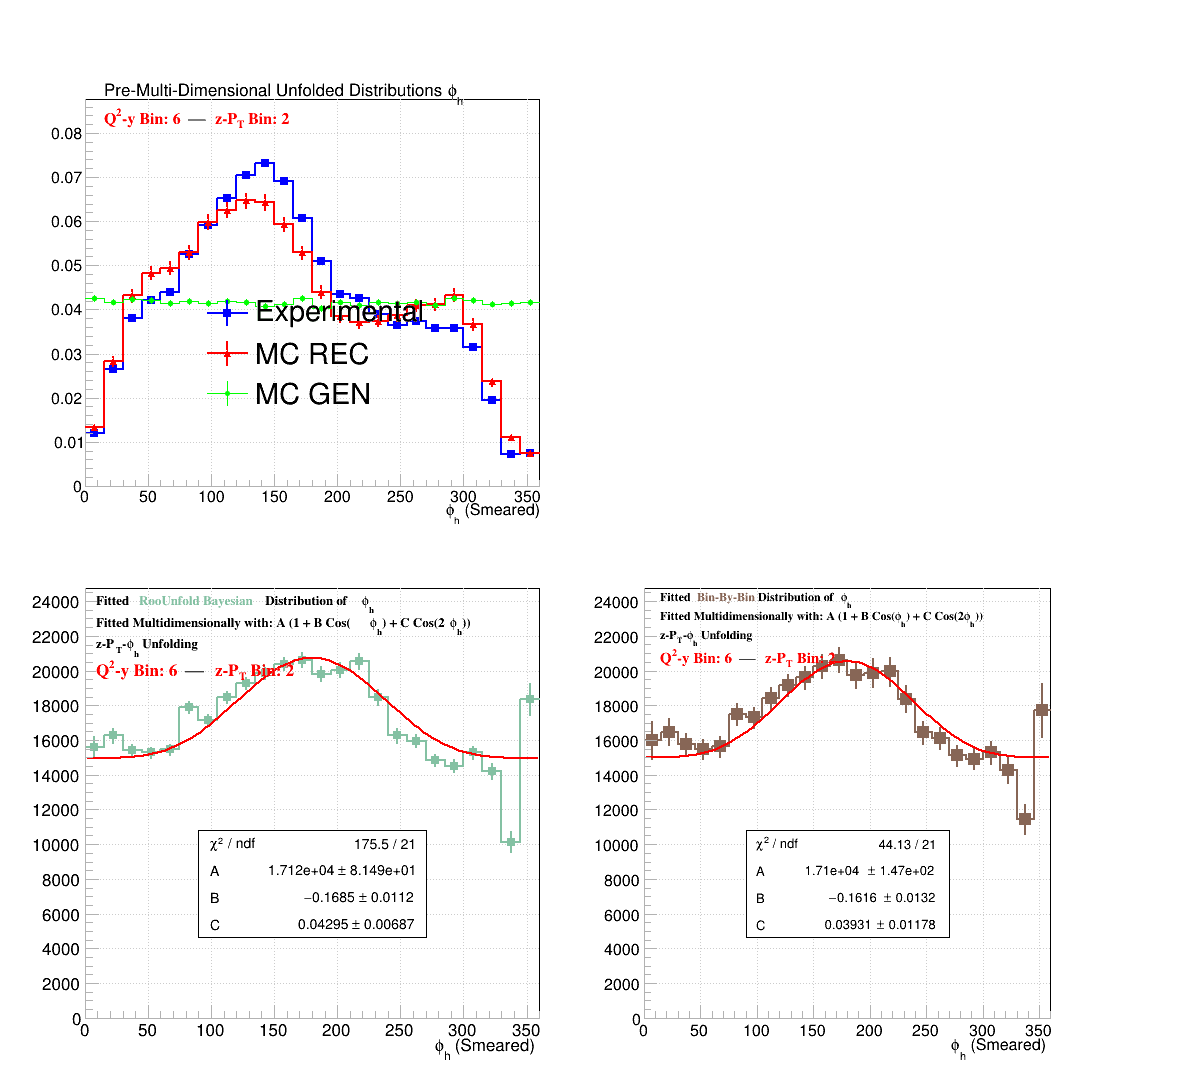 Pre-Multi-Dimensional Unfolded Distributions ϕh
Q2-y Bin: 6 — z-PT Bin: 2
0.08
0.07
0.06
0.05
0.04
0.03
0.02
0.01
0
Experimental
MC REC
MC GEN
0 50 100 150 200 250 300 350
ϕh (Smeared)
Fitted RooUnfold Bayesian Distribution of ϕh
Fitted Multidimensionally with: A (1 + B Cos( ϕh) + C Cos(2 ϕh))
z-PT-ϕh Unfolding
Q2-y Bin: 6 — z-PT Bin: 2
24000
22000
20000
18000
16000
14000
12000
10000
8000
6000
4000
2000
0
χ2 / ndf 175.5 / 21
A 1.712e+04 ± 8.149e+01
B −0.1685 ± 0.0112
C 0.04295 ± 0.00687
0 50 100 150 200 250 300 350
ϕh (Smeared)
Fitted Bin-By-Bin Distribution of ϕh
Fitted Multidimensionally with: A (1 + B Cos(ϕh) + C Cos(2ϕh))
z-PT-ϕh Unfolding
Q2-y Bin: 6 — z-PT Bin: 2
24000
22000
20000
18000
16000
14000
12000
10000
8000
6000
4000
2000
0
χ2 / ndf 44.13 / 21
A 1.71e+04 ± 1.47e+02
B −0.1616 ± 0.0132
C 0.03931 ± 0.01178
0 50 100 150 200 250 300 350
ϕh (Smeared)